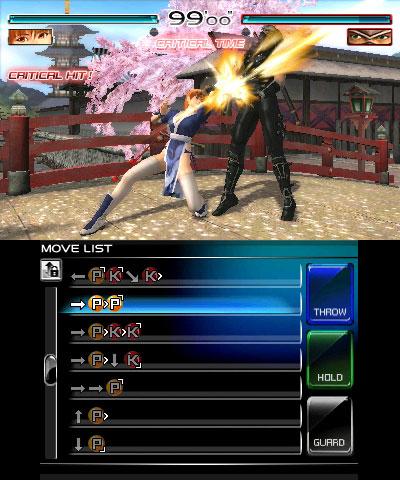 99'00"
CRITICAL TIME
CRITICAL HIT!
MOVE LIST
← P K ↘ K>
→ P>P
→ P>K>K
→ P>↓ K
→ → P
↑ P>
↓ P
THROW
HOLD
GUARD